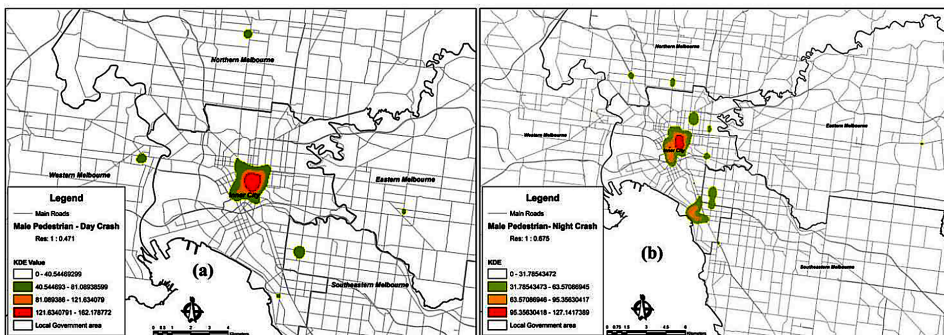 Northern Melbourne
Western Melbourne
Inner City
Eastern Melbourne
Southeastern Melbourne
(a)
Legend
Main Roads
Male Pedestrian - Day Crash
Res: 1 : 0.471
KDE Value
0 - 40.54469299
40.544693 - 81.08938599
81.089386 - 121.634079
121.6340791 - 162.178772
Local Government area
Northern Melbourne
Western Melbourne
Inner City
Eastern Melbourne
Southeastern Melbourne
(b)
Legend
Main Roads
Male Pedestrian- Night Crash
Res: 1 : 0.675
KDE
0 - 31.78543472
31.78543473 - 63.57086945
63.57086946 - 95.35630417
95.35630418 - 127.1417389
Local Government area